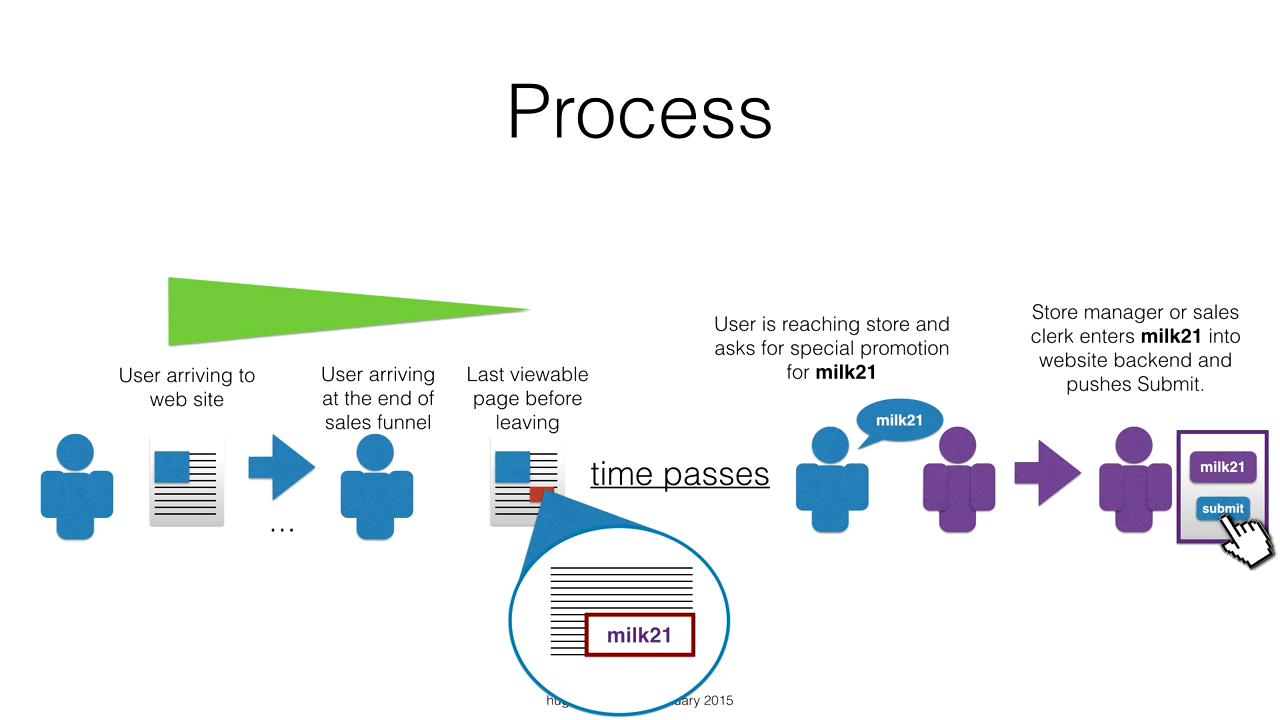 Process
User arriving to
web site
User arriving
at the end of
sales funnel
Last viewable
page before
leaving
...
time passes
milk21
User is reaching store and
asks for special promotion
for milk21
milk21
Store manager or sales
clerk enters milk21 into
website backend and
pushes Submit.
milk21
submit
2015